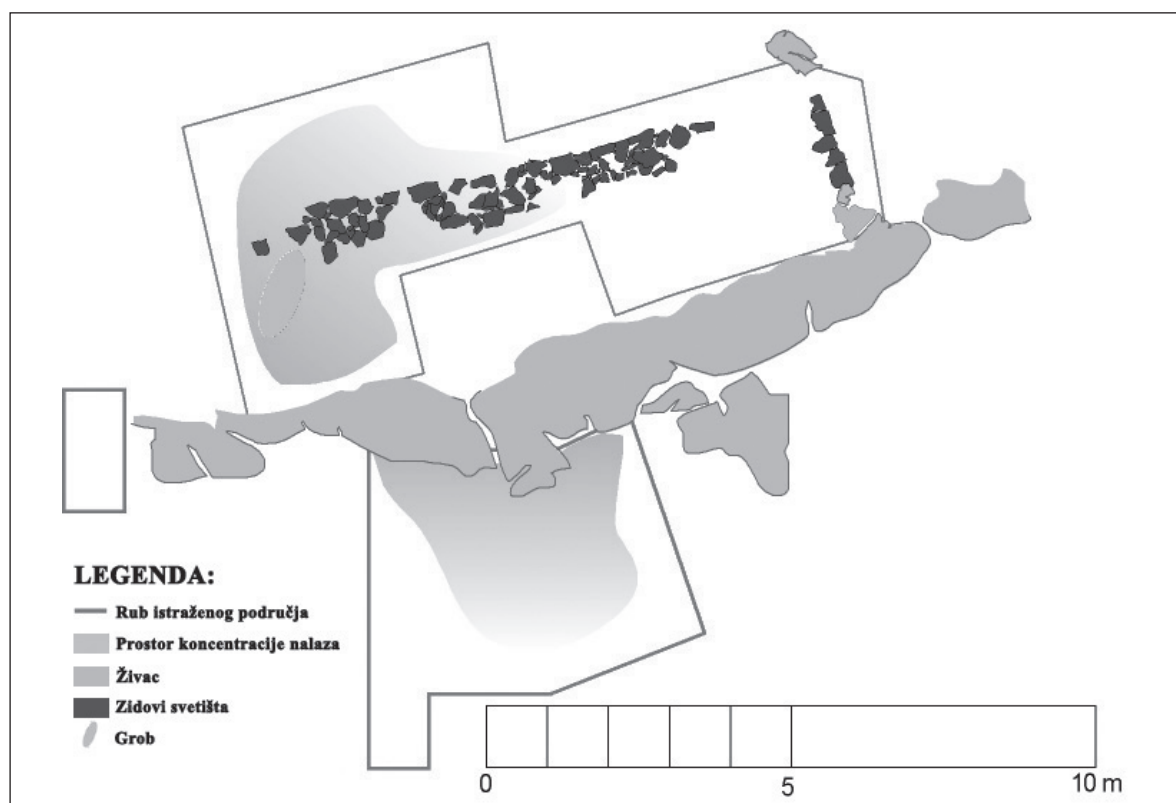 LEGENDA:
Rub istraženog područja
Prostor koncentracije nalaza
Živac
Zidovi svetišta
Grob
0 5 10 m